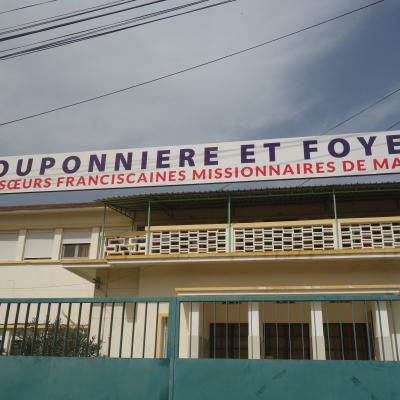 OUPONNIERE ET FOYE
SŒURS FRANCISCAINES MISSIONNAIRES DE MA